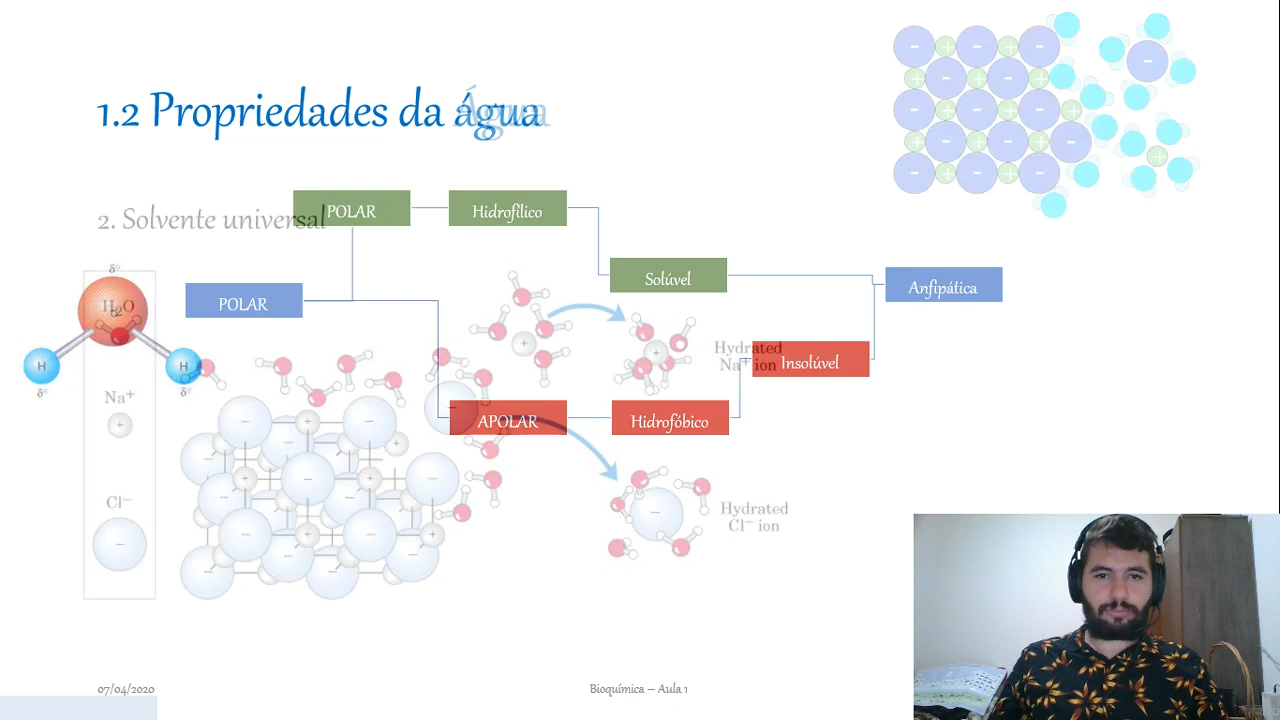 1.2 Propriedades da água
Água
2. Solvente universal
POLAR
Hidrofílico
Solúvel
Anfipática
POLAR
H₂O
H
H
Na⁺
Cl⁻
APOLAR
Hidrofóbico
Insolúvel
Hydrated
Na⁺ ion
Hydrated
Cl⁻ ion
07/04/2020
Bioquímica – Aula 1